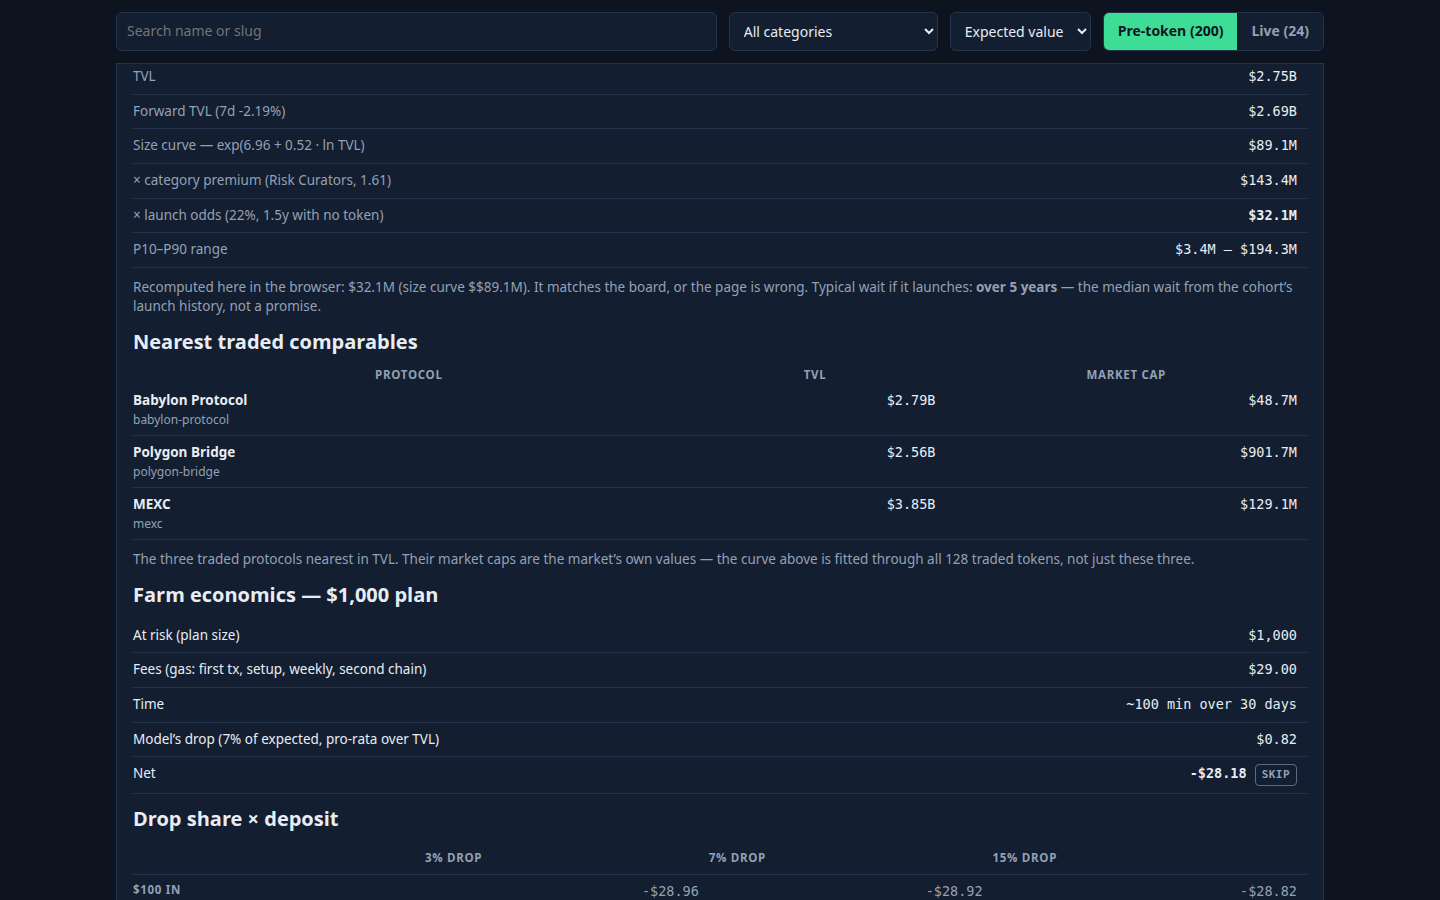 Search name or slug
All categories
Expected value
Pre-token (200)
Live (24)
TVL $2.75B
Forward TVL (7d -2.19%) $2.69B
Size curve — exp(6.96 + 0.52 · ln TVL) $89.1M
× category premium (Risk Curators, 1.61) $143.4M
× launch odds (22%, 1.5y with no token) $32.1M
P10–P90 range $3.4M — $194.3M
Recomputed here in the browser: $32.1M (size curve $$89.1M). It matches the board, or the page is wrong. Typical wait if it launches: over 5 years — the median wait from the cohort’s
launch history, not a promise.
Nearest traded comparables
PROTOCOL TVL MARKET CAP
Babylon Protocol $2.79B $48.7M
babylon-protocol
Polygon Bridge $2.56B $901.7M
polygon-bridge
MEXC $3.85B $129.1M
mexc
The three traded protocols nearest in TVL. Their market caps are the market’s own values — the curve above is fitted through all 128 traded tokens, not just these three.
Farm economics — $1,000 plan
At risk (plan size) $1,000
Fees (gas: first tx, setup, weekly, second chain) $29.00
Time ~100 min over 30 days
Model’s drop (7% of expected, pro-rata over TVL) $0.82
Net -$28.18 SKIP
Drop share × deposit
3% DROP 7% DROP 15% DROP
$100 IN -$28.96 -$28.92 -$28.82